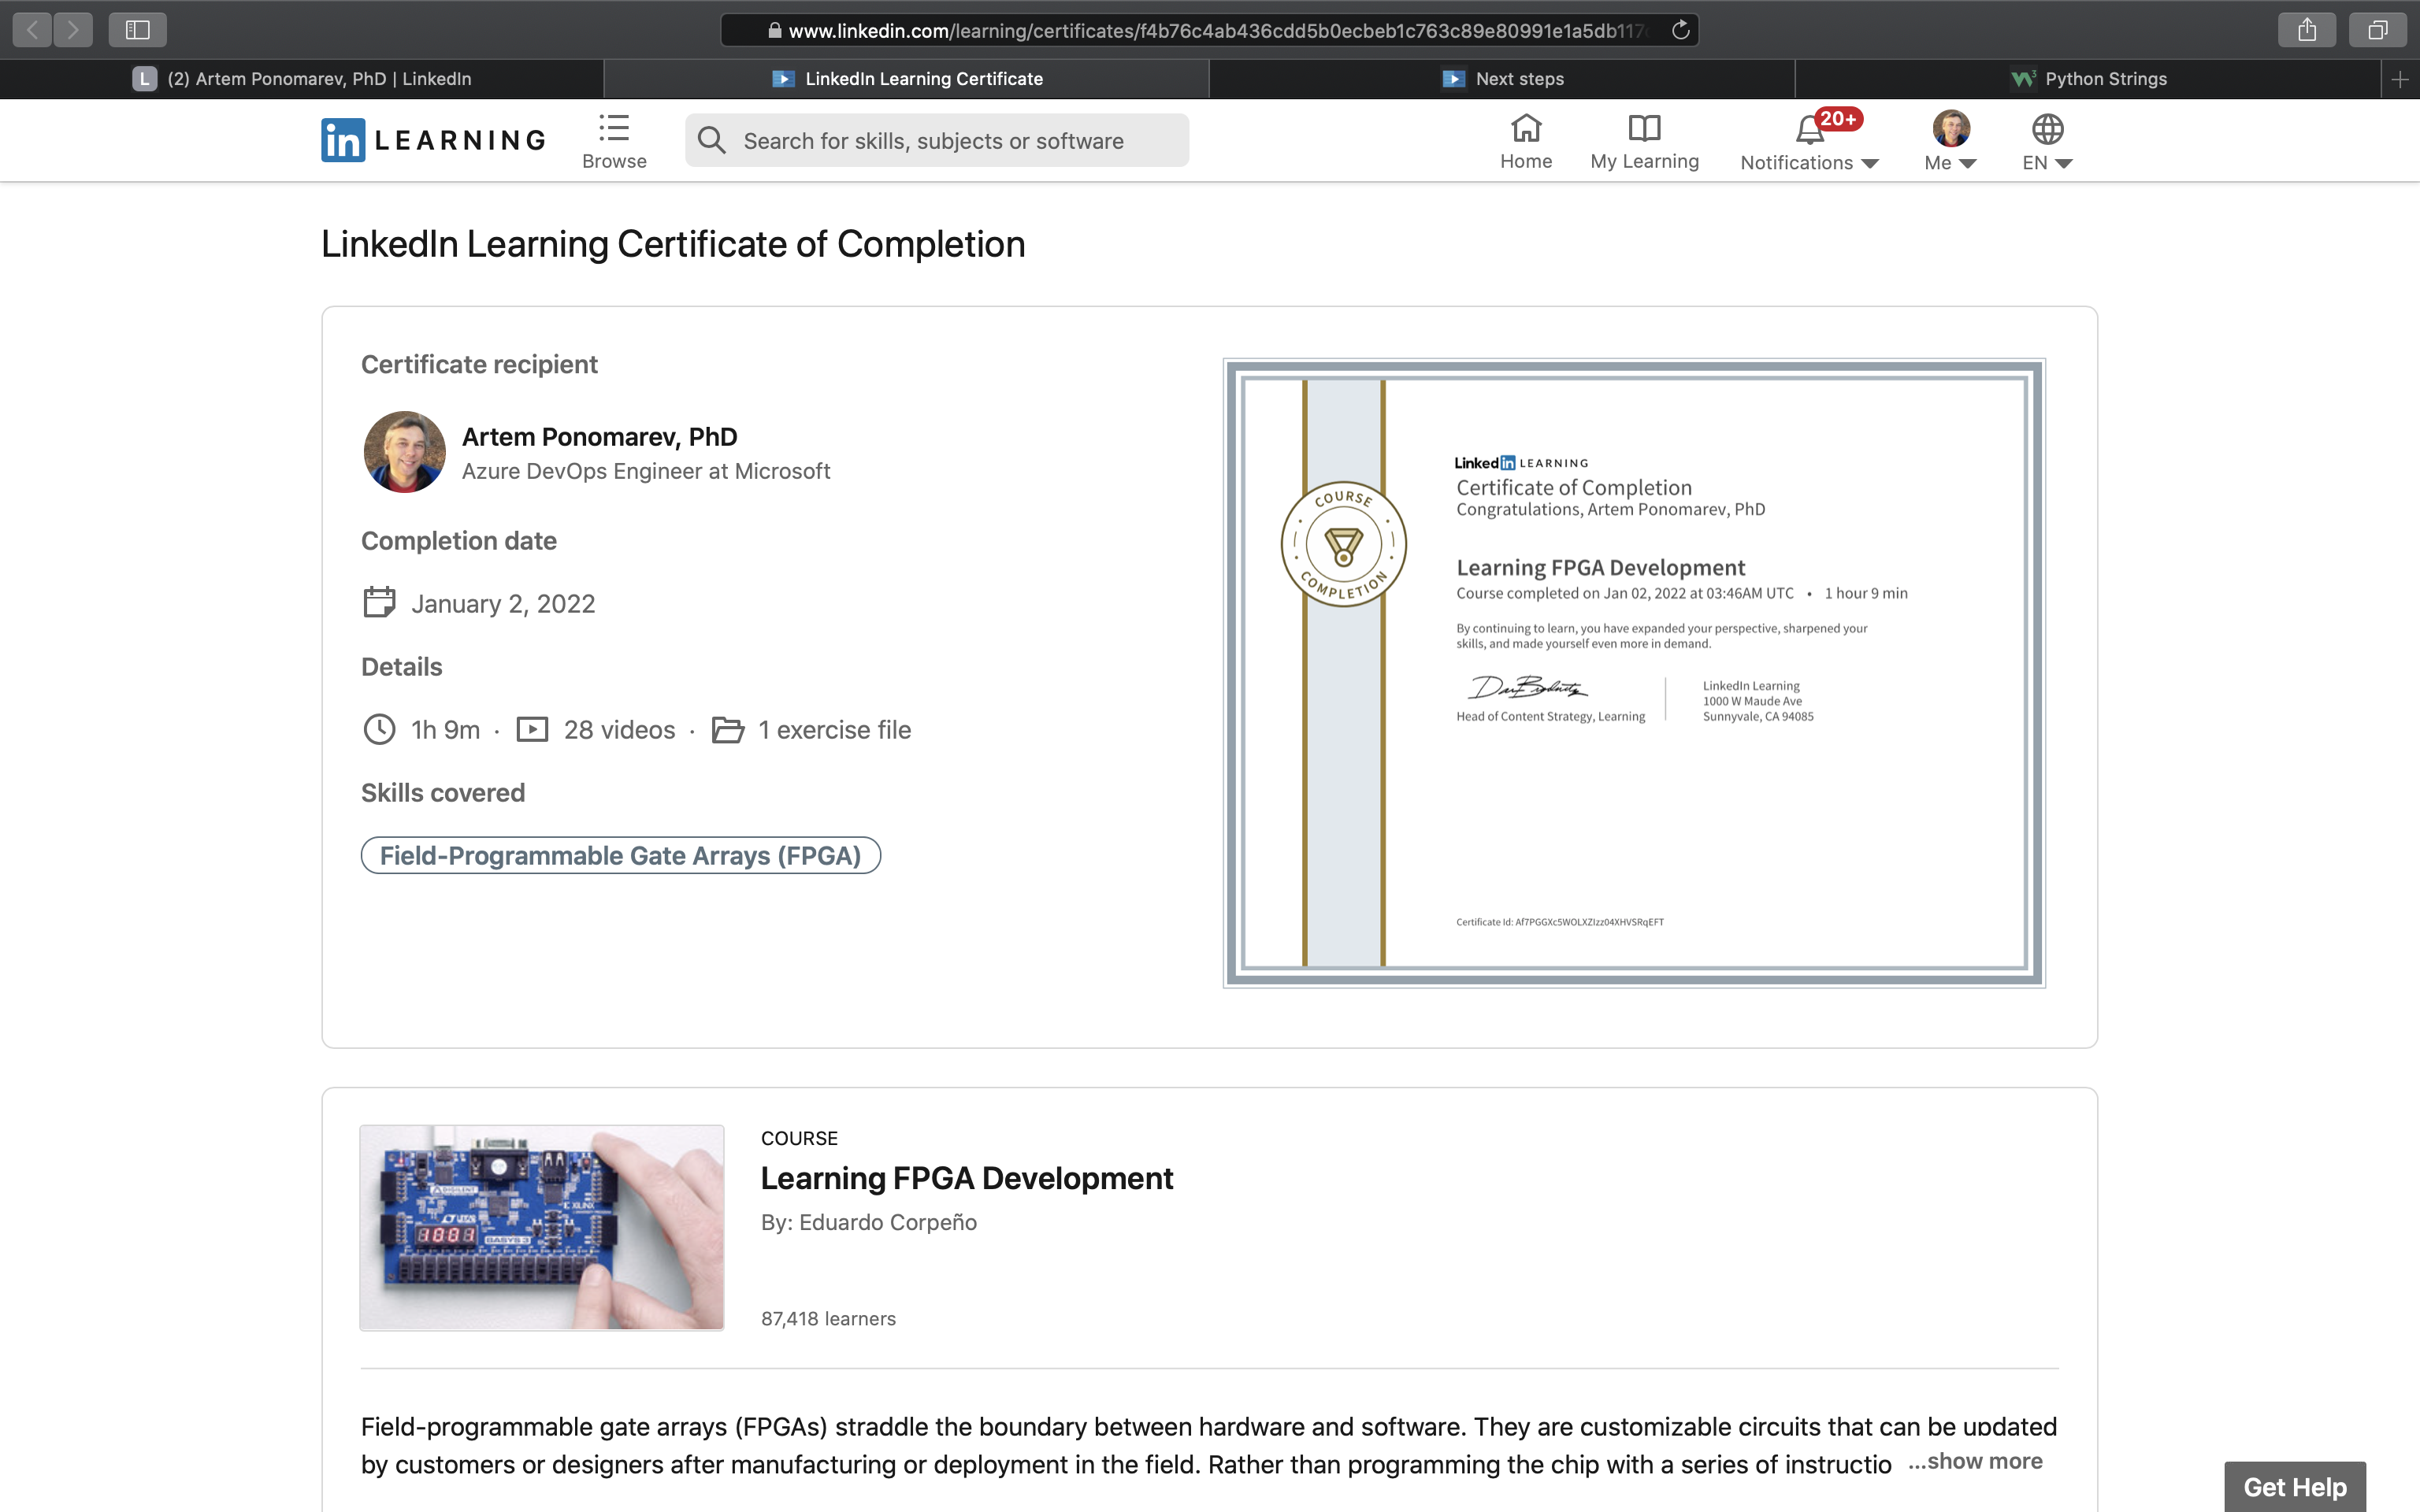 www.linkedin.com/learning/certificates/f4b76c4ab436cdd5b0ecbeb1c763c89e80991e1a5db117
L (2) Artem Ponomarev, PhD | LinkedIn
LinkedIn Learning Certificate
Next steps
W3 Python Strings
in LEARNING
Browse
Search for skills, subjects or software
Home
My Learning
20+
Notifications
Me
EN
LinkedIn Learning Certificate of Completion
Certificate recipient
Artem Ponomarev, PhD
Azure DevOps Engineer at Microsoft
Completion date
January 2, 2022
Details
1h 9m · 28 videos · 1 exercise file
Skills covered
Field-Programmable Gate Arrays (FPGA)
COURSE
COMPLETION
LinkedIn LEARNING
Certificate of Completion
Congratulations, Artem Ponomarev, PhD
Learning FPGA Development
Course completed on Jan 02, 2022 at 03:46AM UTC • 1 hour 9 min
By continuing to learn, you have expanded your perspective, sharpened your
skills, and made yourself even more in demand.
Head of Content Strategy, Learning
LinkedIn Learning
1000 W Maude Ave
Sunnyvale, CA 94085
Certificate Id: Af7PGGXc5WOLXZIzz04XHVSRqEFT
DIGILENT
XILINX
1001
BASYS 3
COURSE
Learning FPGA Development
By: Eduardo Corpeño
87,418 learners
Field-programmable gate arrays (FPGAs) straddle the boundary between hardware and software. They are customizable circuits that can be updated
by customers or designers after manufacturing or deployment in the field. Rather than programming the chip with a series of instructio ...show more
Get Help